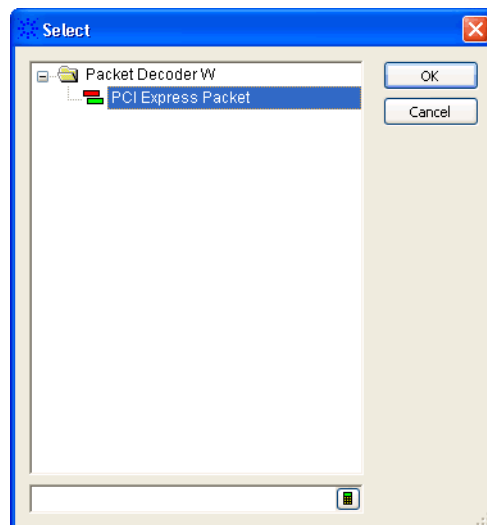 Select
Packet Decoder W
PCI Express Packet
OK
Cancel